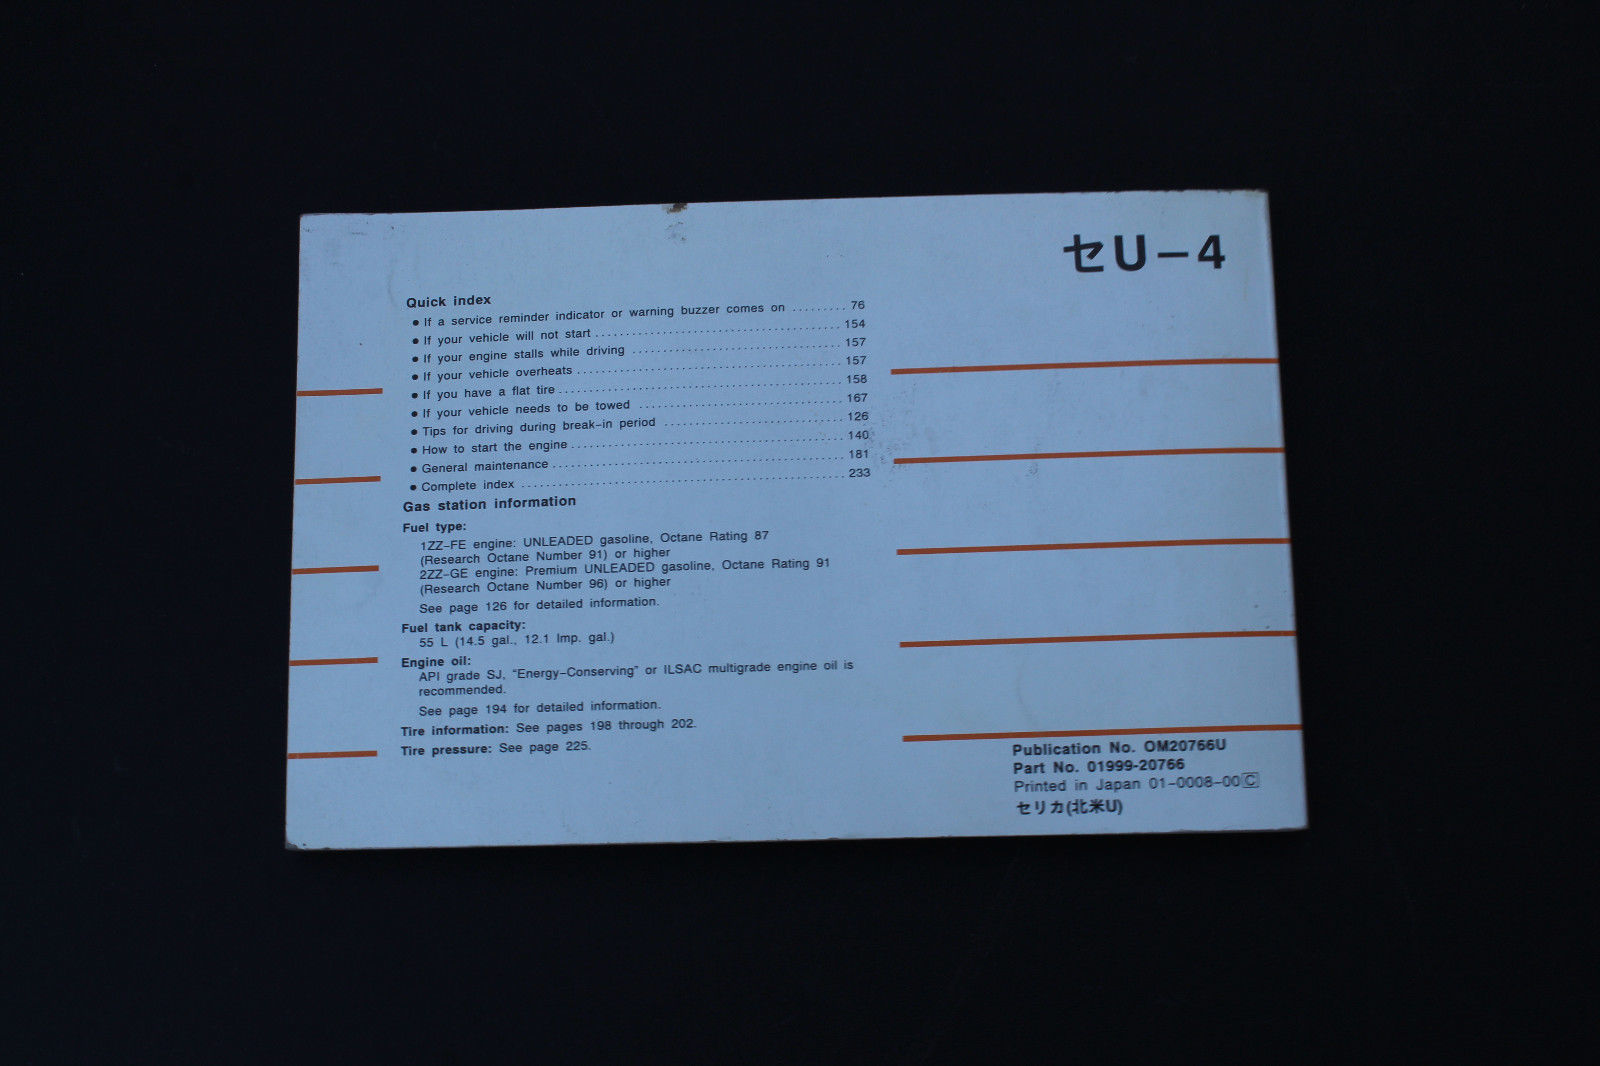 セU−4
Quick index
● If a service reminder indicator or warning buzzer comes on ......... 76
● If your vehicle will not start ........................................ 154
● If your engine stalls while driving .................................. 157
● If your vehicle overheats ........................................... 157
● If you have a flat tire .............................................. 158
● If your vehicle needs to be towed ................................. 167
● Tips for driving during break−in period ............................. 126
● How to start the engine ............................................ 140
● General maintenance ............................................... 181
● Complete index .................................................... 233
Gas station information
Fuel type:
1ZZ−FE engine: UNLEADED gasoline, Octane Rating 87
(Research Octane Number 91) or higher
2ZZ−GE engine: Premium UNLEADED gasoline, Octane Rating 91
(Research Octane Number 96) or higher
See page 126 for detailed information.
Fuel tank capacity:
55 L (14.5 gal., 12.1 Imp. gal.)
Engine oil:
API grade SJ, “Energy−Conserving” or ILSAC multigrade engine oil is
recommended.
See page 194 for detailed information.
Tire information: See pages 198 through 202.
Tire pressure: See page 225.
Publication No. OM20766U
Part No. 01999-20766
Printed in Japan 01−0008−00 C
セリカ(北米U)